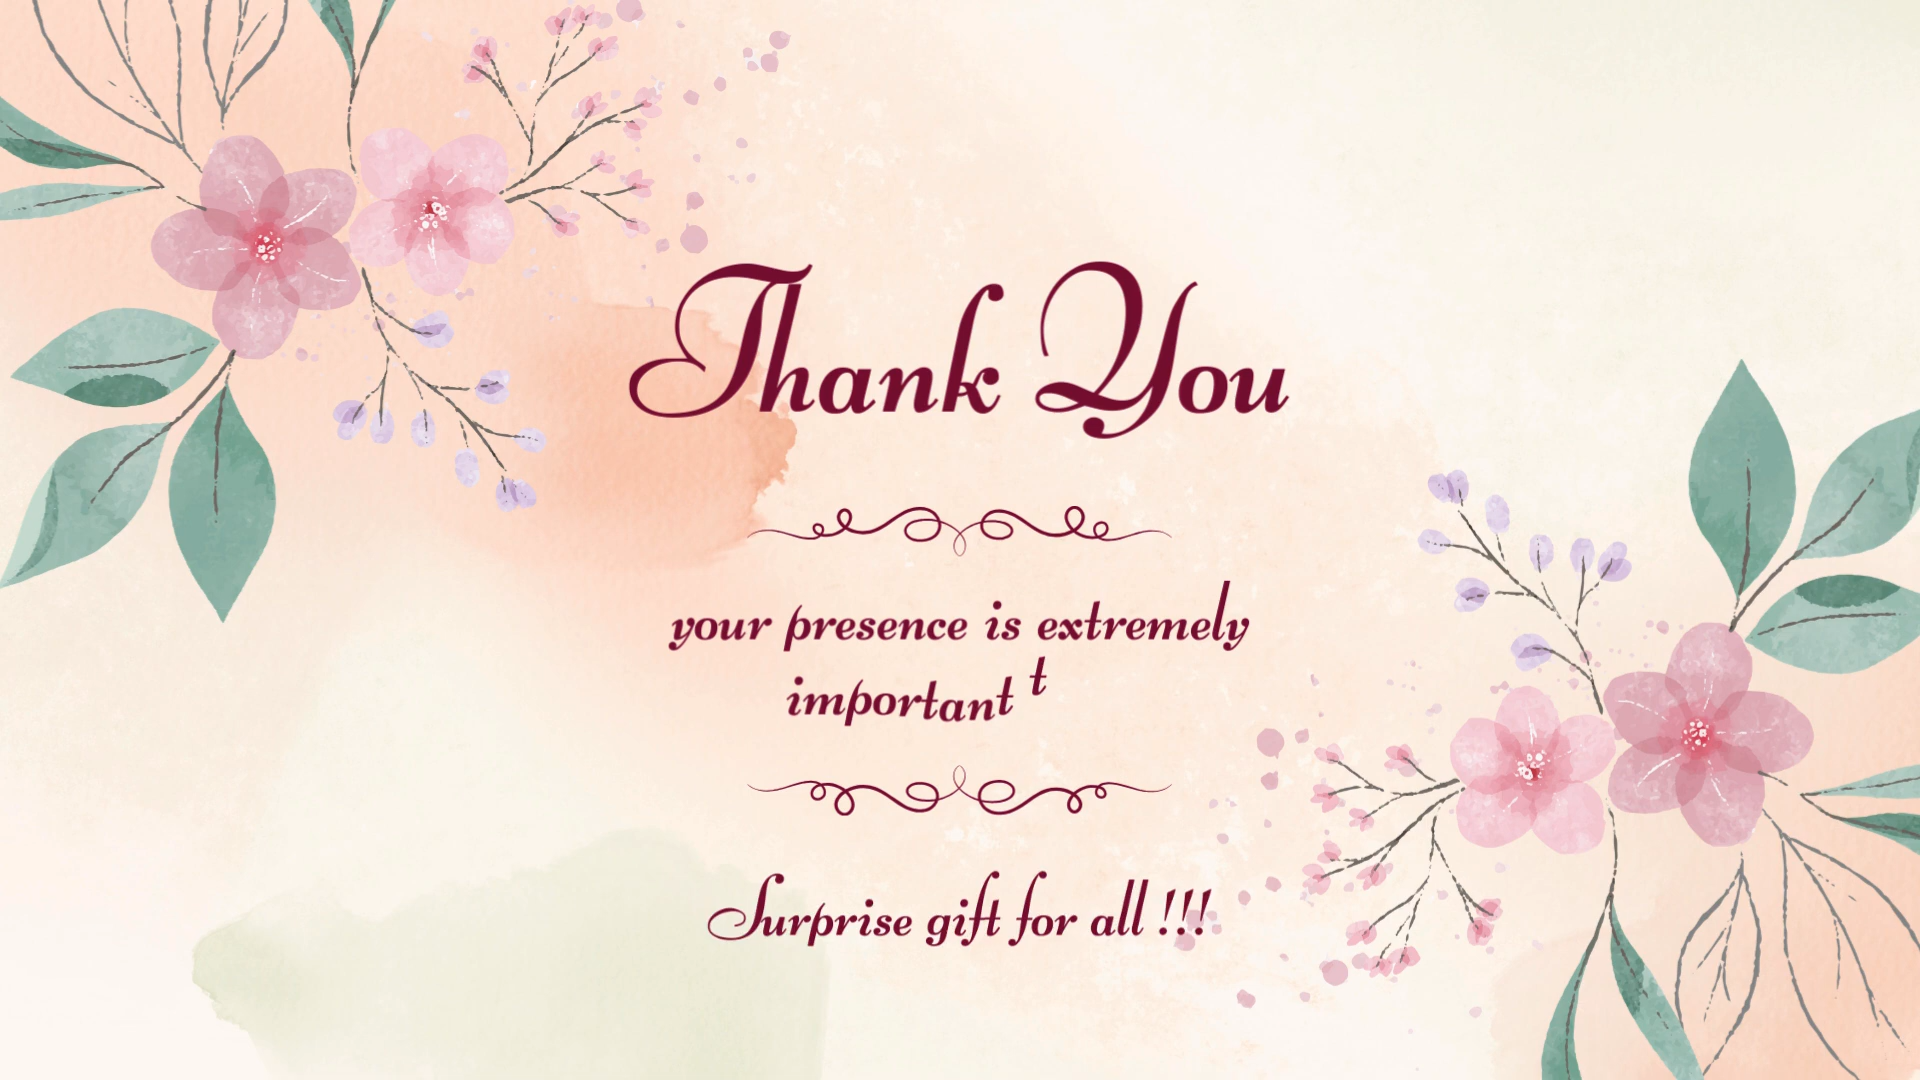 Thank You
your presence is extremely
important t
Surprise gift for all !!!